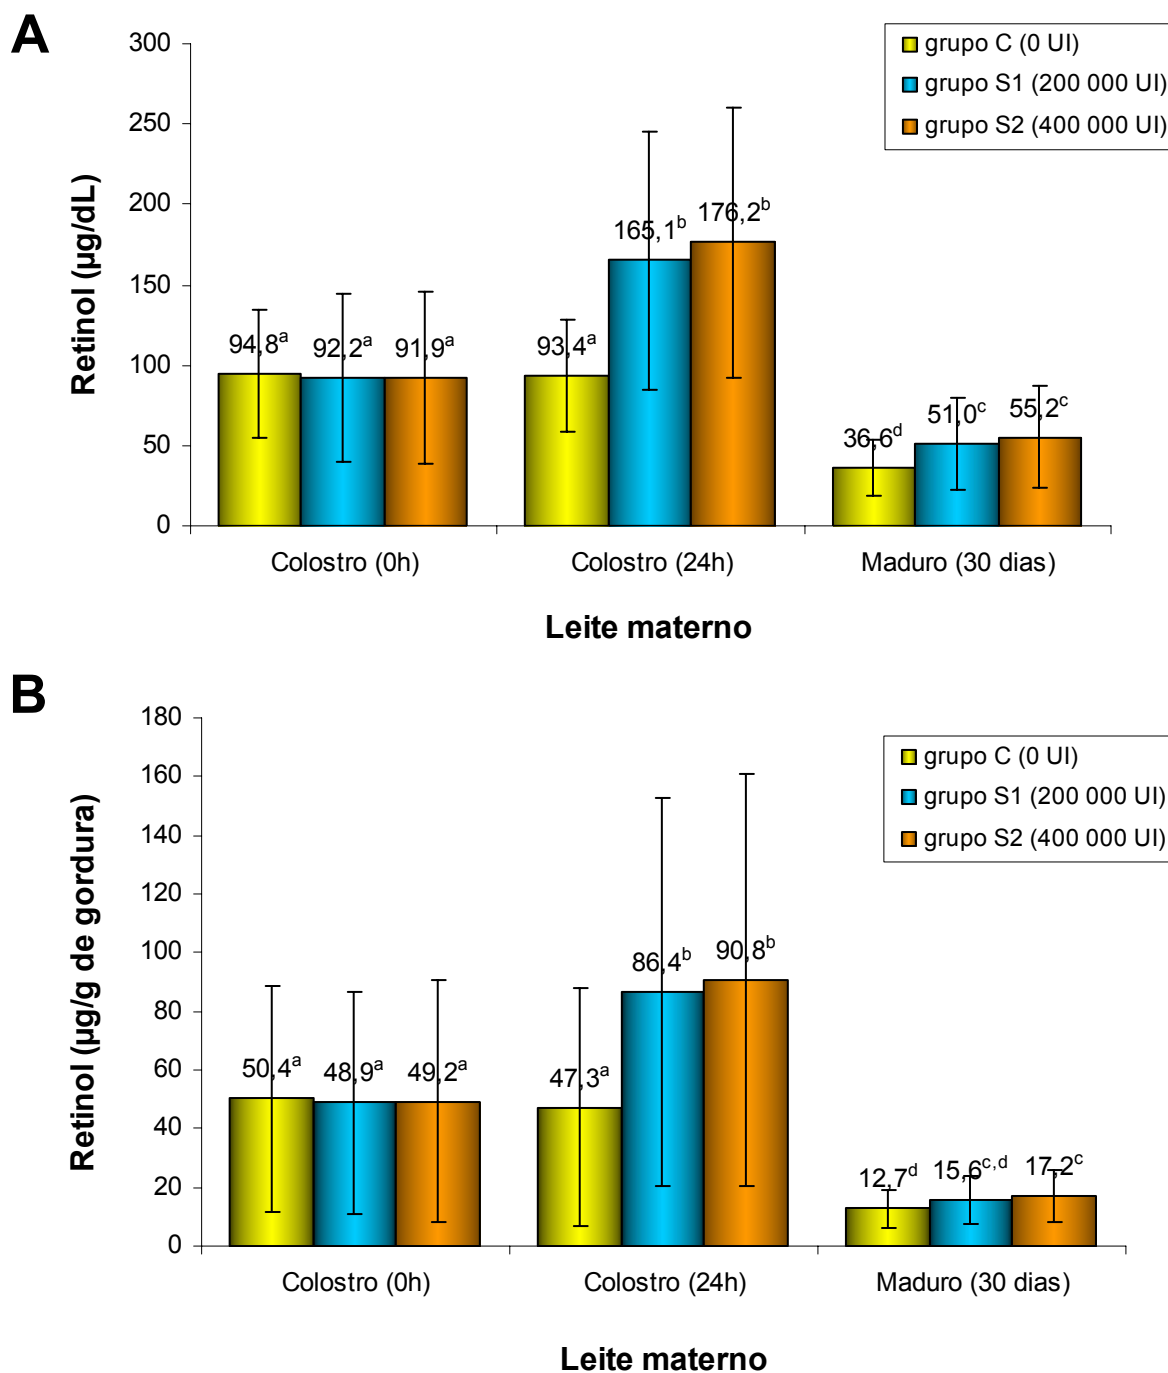 A
300
250
200
150
100
50
0
Retinol (µg/dL)
grupo C (0 UI)
grupo S1 (200 000 UI)
grupo S2 (400 000 UI)
94,8a
92,2a
91,9a
93,4a
165,1b
176,2b
36,6d
51,0c
55,2c
Colostro (0h)
Colostro (24h)
Maduro (30 dias)
Leite materno
B
180
160
140
120
100
80
60
40
20
0
Retinol (µg/g de gordura)
grupo C (0 UI)
grupo S1 (200 000 UI)
grupo S2 (400 000 UI)
50,4a
48,9a
49,2a
47,3a
86,4b
90,8b
12,7d
15,6c,d
17,2c
Colostro (0h)
Colostro (24h)
Maduro (30 dias)
Leite materno